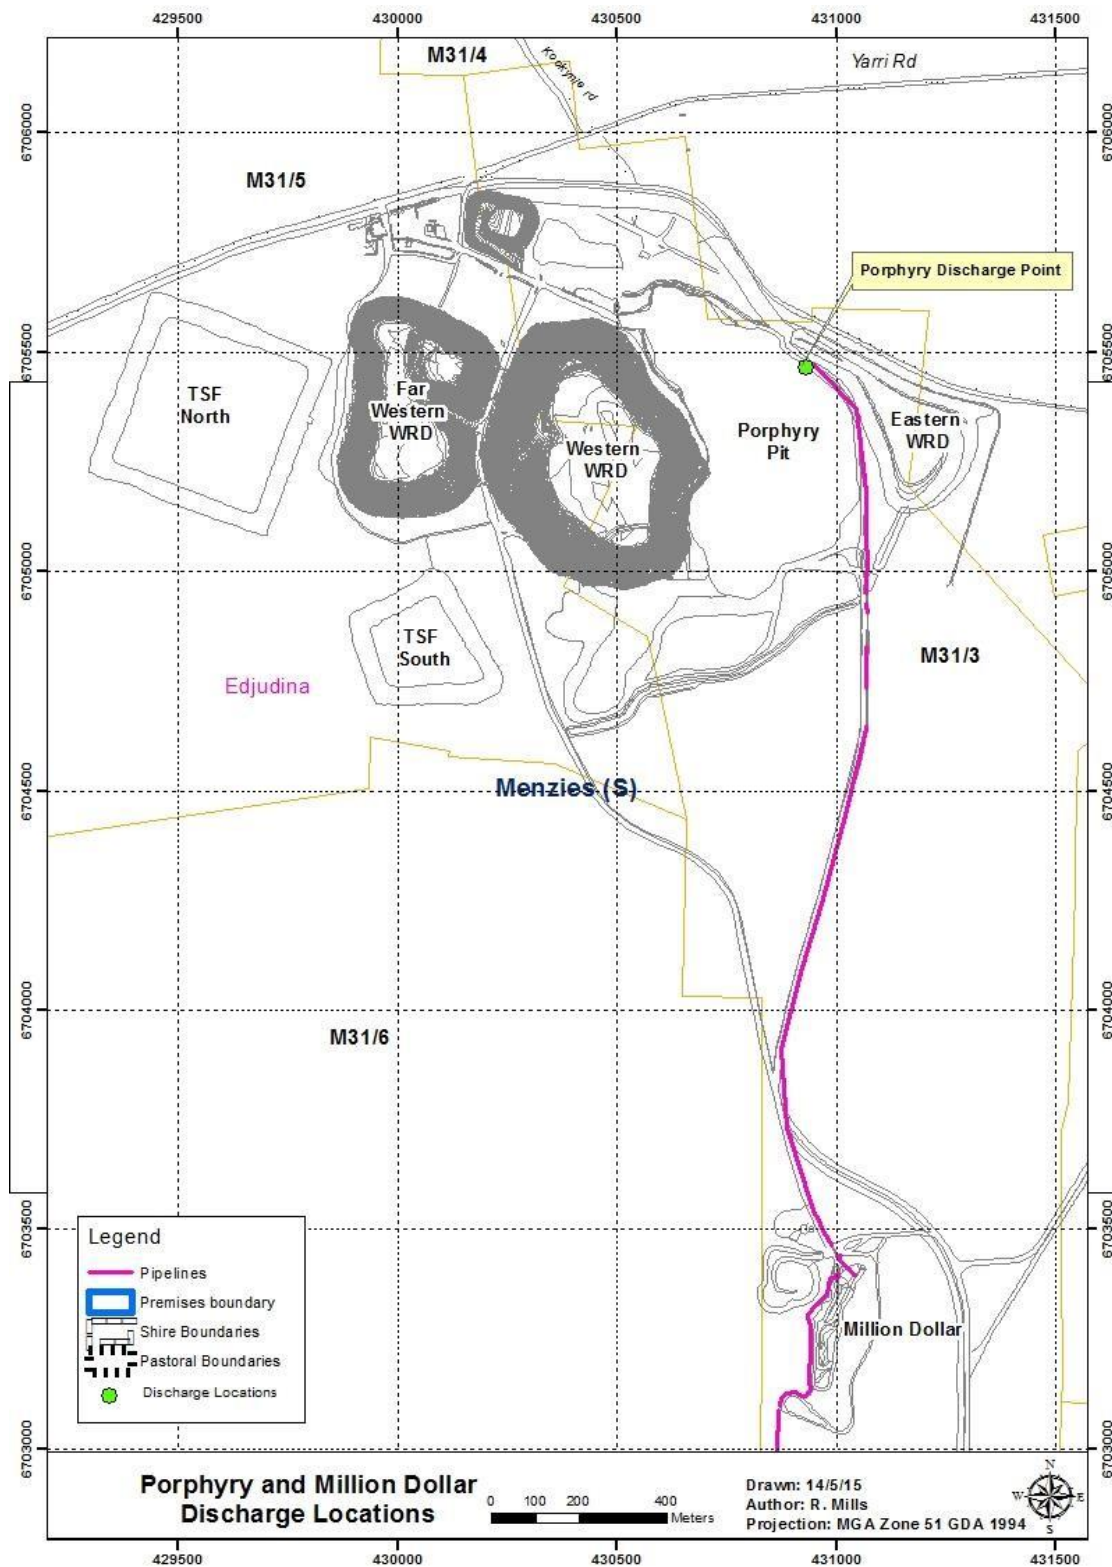 429500 430000 430500 431000 431500
M31/4
Kookynie rd
Yarri Rd
6706000 6706000
M31/5
Porphyry Discharge Point
6705500 6705500
TSF
North
Far
Western
WRD
Western
WRD
Porphyry
Pit
Eastern
WRD
6705000 6705000
TSF
South
M31/3
Edjudina
Menzies (S)
6704500 6704500
6704000 6704000
M31/6
6703500 6703500
Legend
Pipelines
Premises boundary
Shire Boundaries
Pastoral Boundaries
Discharge Locations
Million Dollar
6703000 6703000
Porphyry and Million Dollar
Discharge Locations
0 100 200 400
Meters
Drawn: 14/5/15
Author: R. Mills
Projection: MGA Zone 51 GDA 1994
N
W E
S
429500 430000 430500 431000 431500